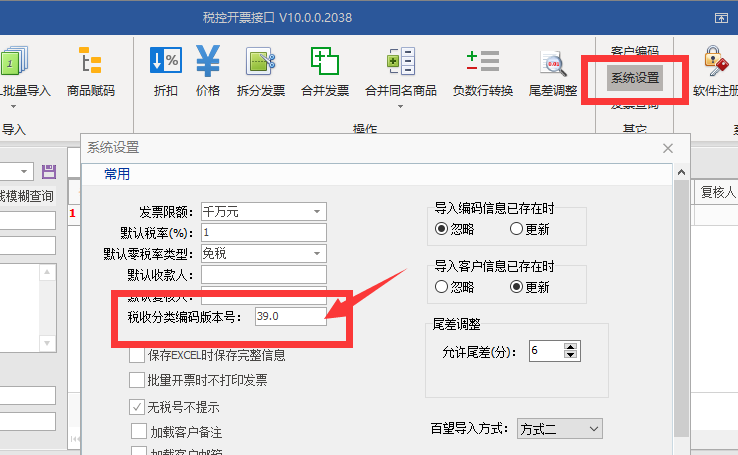 税控开票接口 V10.0.0.2038
批量导入
商品赋码
折扣
价格
拆分发票
合并发票
合并同名商品
负数行转换
尾差调整
客户编码
系统设置
发票查询
软件注册
导入
操作
其它
系统设置
常用
模糊查询
复核人
1
发票限额: 千万元
默认税率(%): 1
默认零税率类型: 免税
默认收款人:
默认复核人:
税收分类编码版本号: 39.0
保存EXCEL时保存完整信息
批量开票时不打印发票
无税号不提示
加载客户备注
加载客户邮箱
导入编码信息已存在时
忽略 更新
导入客户信息已存在时
忽略 更新
尾差调整
允许尾差(分): 6
百望导入方式: 方式二